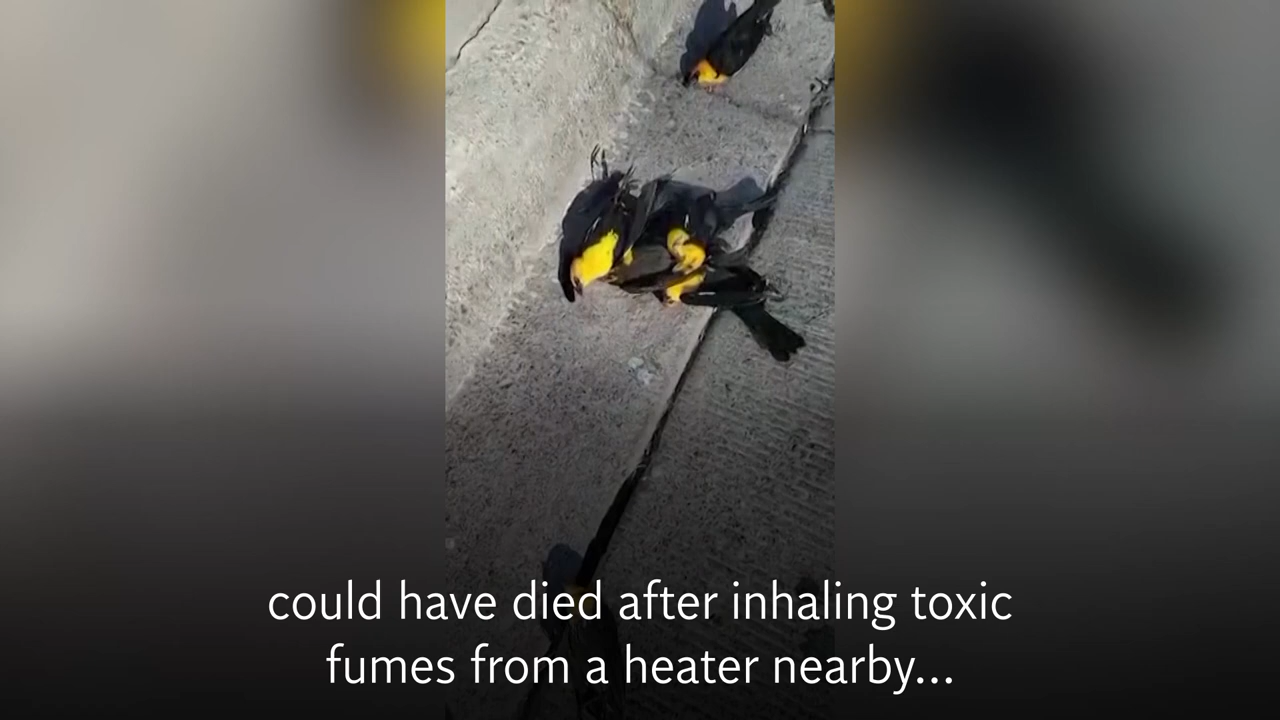 could have died after inhaling toxic
fumes from a heater nearby...